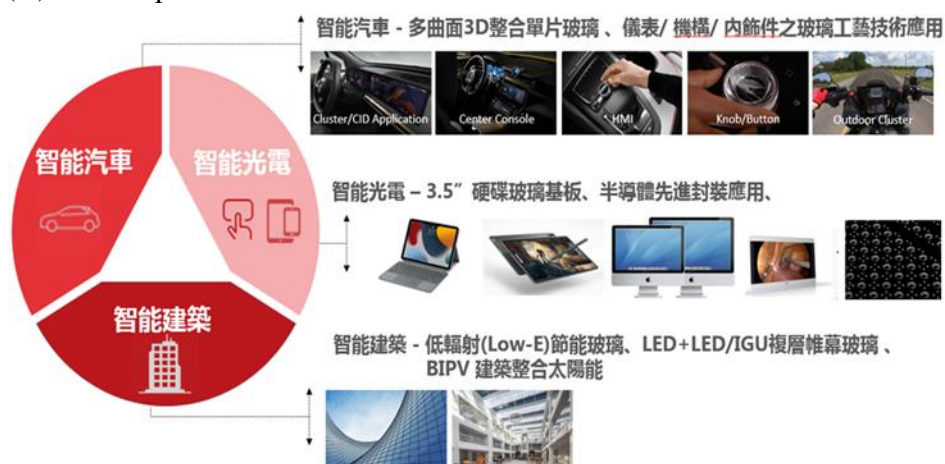 智能汽車 - 多曲面3D整合單片玻璃 、儀表/ 機構/ 內飾件之玻璃工藝技術應用
Cluster/CID Application
Center Console
HMI
Knob/Button
Outdoor Cluster
智能汽車
智能光電
智能光電 – 3.5” 硬碟玻璃基板、半導體先進封裝應用、
智能建築
智能建築 - 低輻射(Low-E)節能玻璃、LED+LED/IGU複層帷幕玻璃 、
BIPV 建築整合太陽能